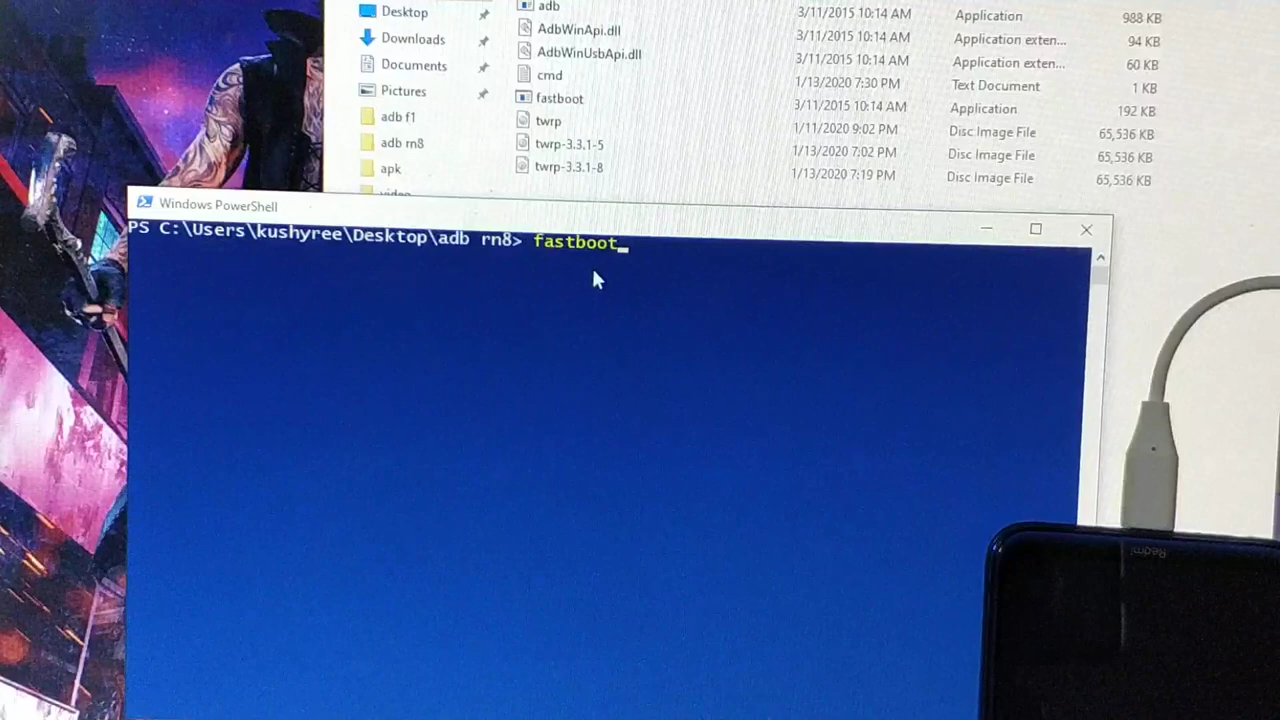 Desktop
Downloads
Documents
Pictures
adb f1
adb rn8
apk
video
adb 3/11/2015 10:14 AM Application 988 KB
AdbWinApi.dll 3/11/2015 10:14 AM Application exten... 94 KB
AdbWinUsbApi.dll 3/11/2015 10:14 AM Application exten... 60 KB
cmd 1/13/2020 7:30 PM Text Document 1 KB
fastboot 3/11/2015 10:14 AM Application 192 KB
twrp 1/11/2020 9:02 PM Disc Image File 65,536 KB
twrp-3.3.1-5 1/13/2020 7:02 PM Disc Image File 65,536 KB
twrp-3.3.1-8 1/13/2020 7:19 PM Disc Image File 65,536 KB
Windows PowerShell
PS C:\Users\kushyree\Desktop\adb rn8> fastboot_
Redmi